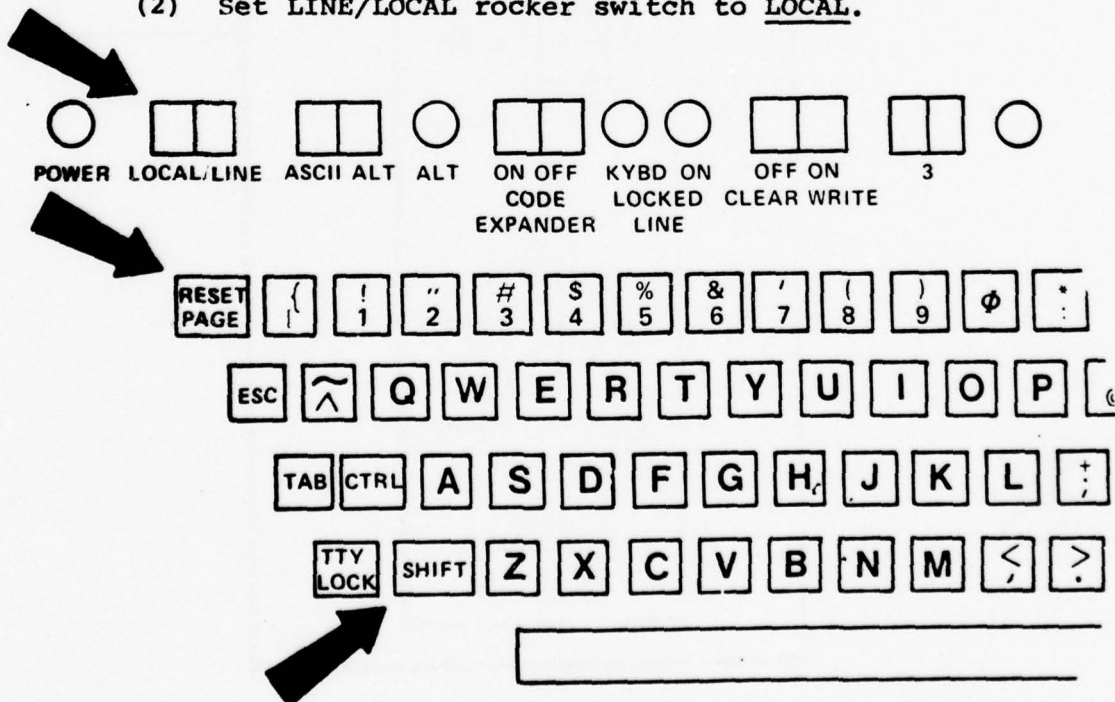 (2) Set LINE/LOCAL rocker switch to LOCAL.
POWER LOCAL/LINE ASCII ALT ALT ON OFF KYBD ON OFF ON 3
CODE LOCKED CLEAR WRITE
EXPANDER LINE
RESET { ! " # $ % & ' ( ) Φ *
PAGE | 1 2 3 4 5 6 7 8 9 :
ESC ~ Q W E R T Y U I O P @
^
TAB CTRL A S D F G H J K L +
;
TTY SHIFT Z X C V B N M < >
LOCK , .